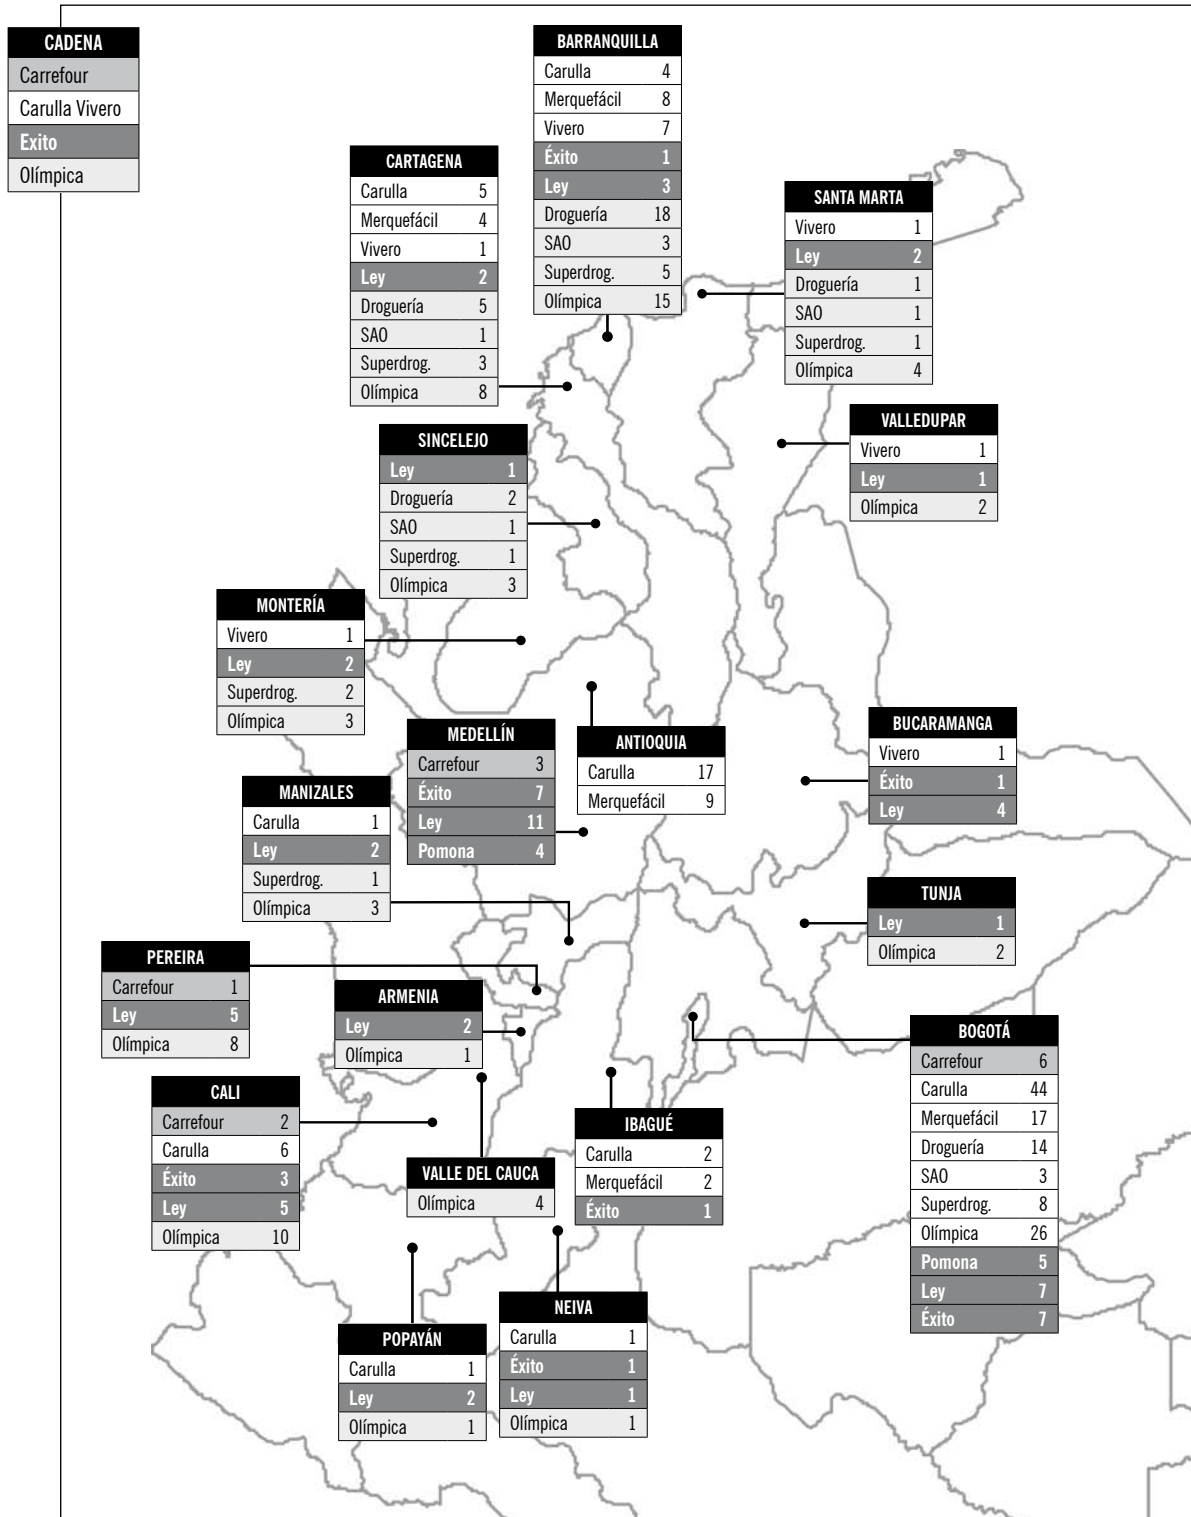 CADENA
Carrefour
Carulla Vivero
Exito
Olímpica
BARRANQUILLA
Carulla 4
Merquefácil 8
Vivero 7
Éxito 1
Ley 3
Droguería 18
SAO 3
Superdrog. 5
Olímpica 15
CARTAGENA
Carulla 5
Merquefácil 4
Vivero 1
Ley 2
Droguería 5
SAO 1
Superdrog. 3
Olímpica 8
SANTA MARTA
Vivero 1
Ley 2
Droguería 1
SAO 1
Superdrog. 1
Olímpica 4
VALLEDUPAR
Vivero 1
Ley 1
Olímpica 2
SINCELEJO
Ley 1
Droguería 2
SAO 1
Superdrog. 1
Olímpica 3
MONTERÍA
Vivero 1
Ley 2
Superdrog. 2
Olímpica 3
MEDELLÍN
Carrefour 3
Éxito 7
Ley 11
Pomona 4
ANTIOQUIA
Carulla 17
Merquefácil 9
BUCARAMANGA
Vivero 1
Éxito 1
Ley 4
MANIZALES
Carulla 1
Ley 2
Superdrog. 1
Olímpica 3
TUNJA
Ley 1
Olímpica 2
PEREIRA
Carrefour 1
Ley 5
Olímpica 8
ARMENIA
Ley 2
Olímpica 1
BOGOTÁ
Carrefour 6
Carulla 44
Merquefácil 17
Droguería 14
SAO 3
Superdrog. 8
Olímpica 26
Pomona 5
Ley 7
Éxito 7
CALI
Carrefour 2
Carulla 6
Éxito 3
Ley 5
Olímpica 10
VALLE DEL CAUCA
Olímpica 4
IBAGUÉ
Carulla 2
Merquefácil 2
Éxito 1
POPAYÁN
Carulla 1
Ley 2
Olímpica 1
NEIVA
Carulla 1
Éxito 1
Ley 1
Olímpica 1